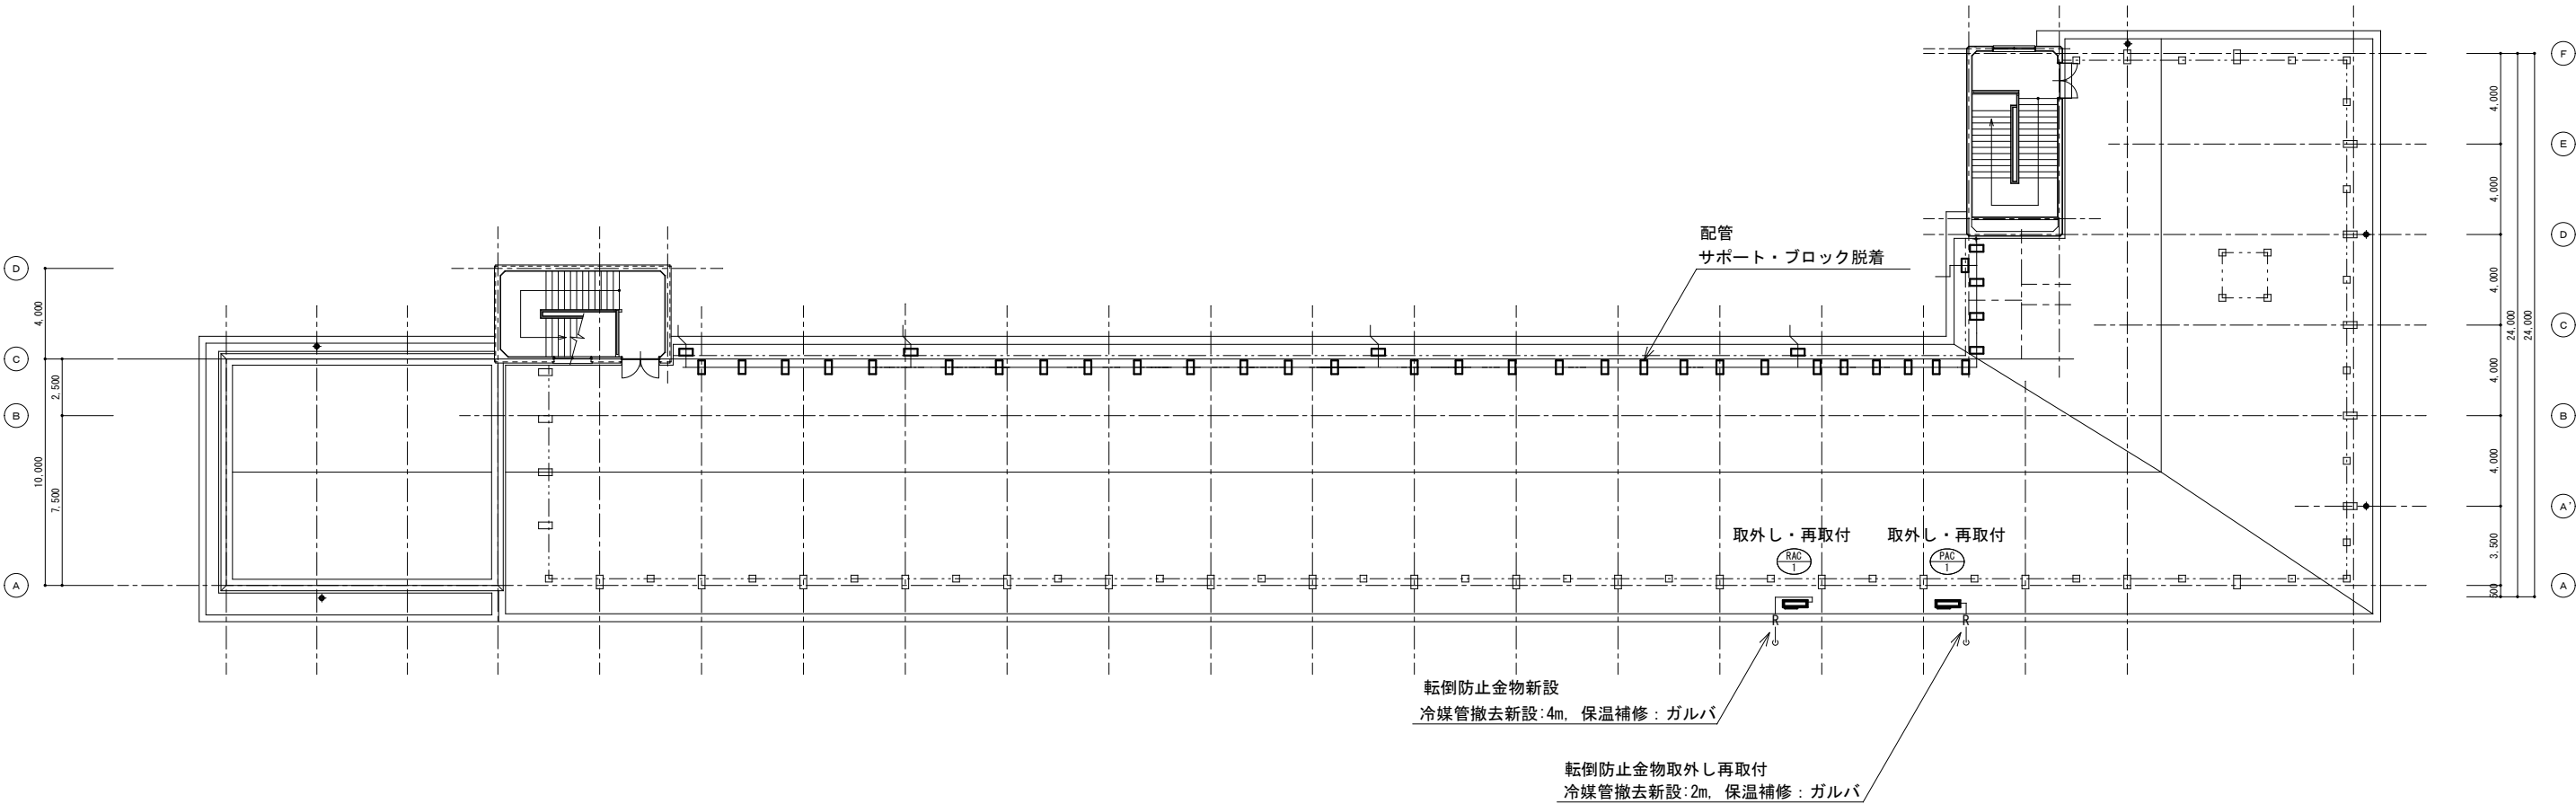 F
4,000
E
4,000
配管
サポート・ブロック脱着
D
D
4,000
4,000
24,000
24,000
C
C
2,500
4,000
B
B
10,000
7,500
4,000
A'
取外し・再取付
取外し・再取付
3,500
RAC
1
PAC
1
A
500
A
R
R
転倒防止金物新設
冷媒管撤去新設:4m, 保温補修：ガルバ
転倒防止金物取外し再取付
冷媒管撤去新設:2m, 保温補修：ガルバ